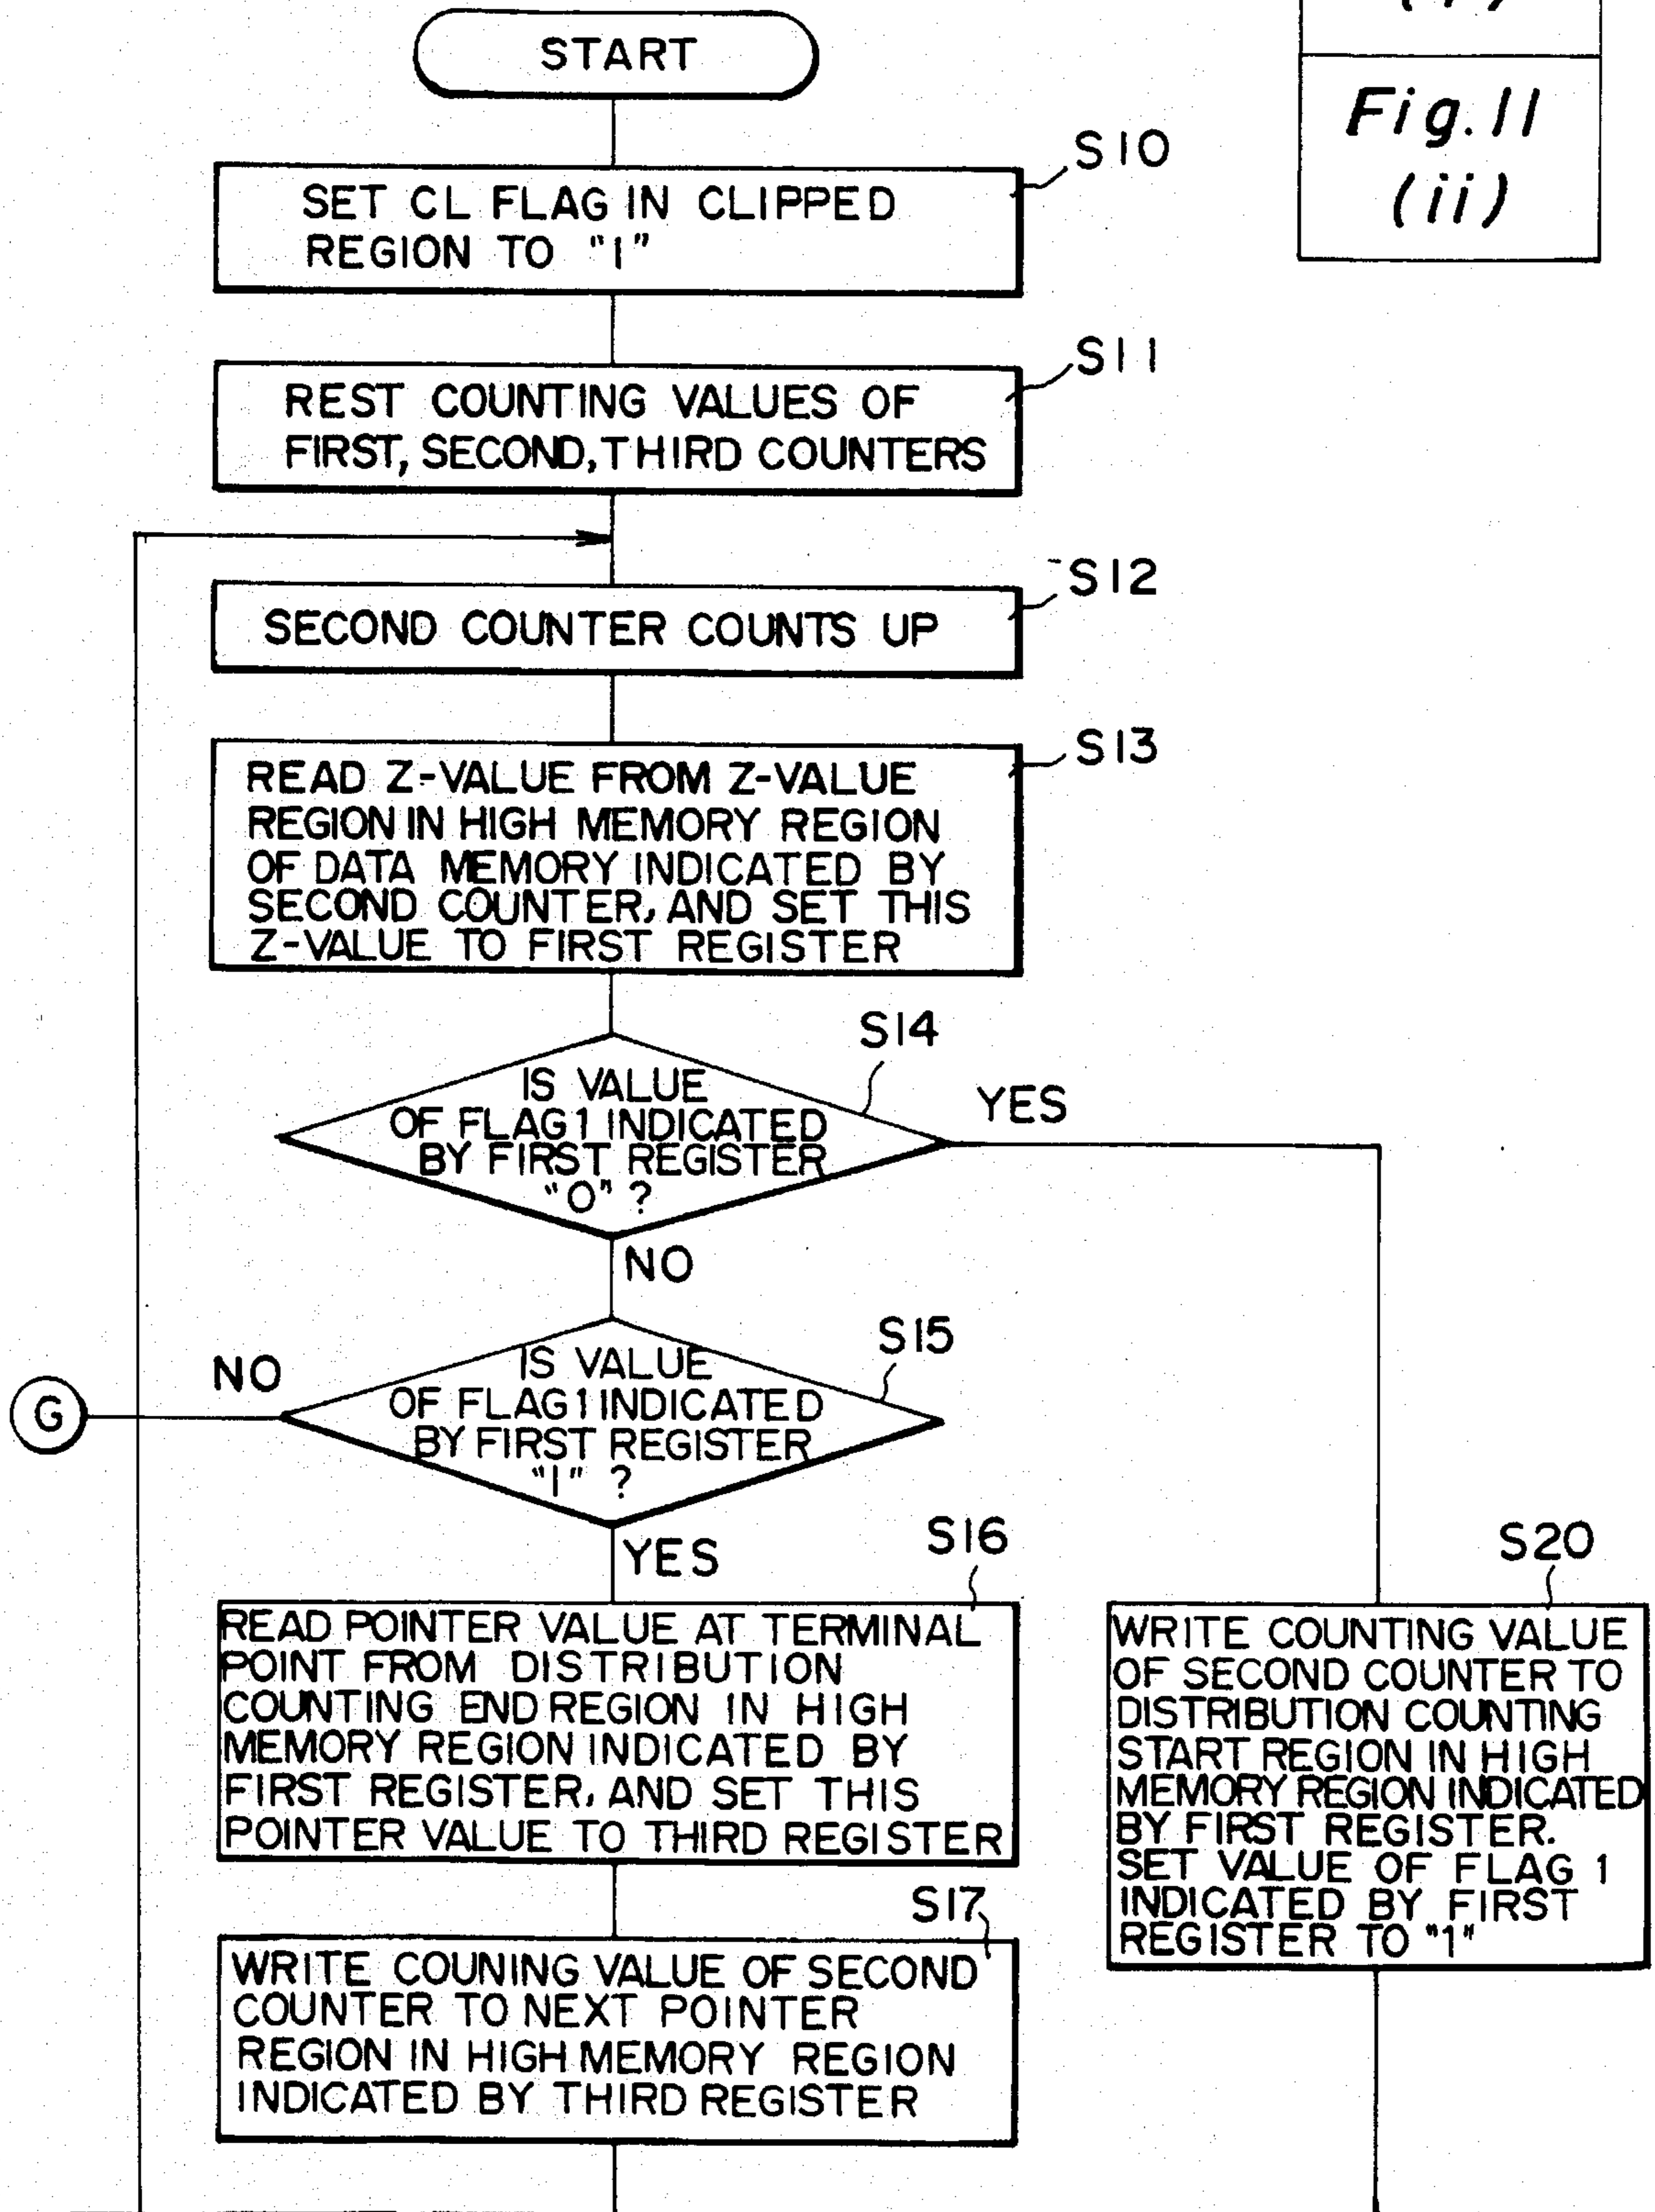 START
Fig. 11
(ii)
S10
SET CL FLAG IN CLIPPED
REGION TO "1"
S11
REST COUNTING VALUES OF
FIRST, SECOND, THIRD COUNTERS
S12
SECOND COUNTER COUNTS UP
S13
READ Z-VALUE FROM Z-VALUE
REGION IN HIGH MEMORY REGION
OF DATA MEMORY INDICATED BY
SECOND COUNTER, AND SET THIS
Z-VALUE TO FIRST REGISTER
S14
IS VALUE
OF FLAG 1 INDICATED
BY FIRST REGISTER
"0" ?
YES
NO
S15
IS VALUE
OF FLAG 1 INDICATED
BY FIRST REGISTER
"1" ?
NO
G
YES
S16
READ POINTER VALUE AT TERMINAL
POINT FROM DISTRIBUTION
COUNTING END REGION IN HIGH
MEMORY REGION INDICATED BY
FIRST REGISTER, AND SET THIS
POINTER VALUE TO THIRD REGISTER
S17
WRITE COUNING VALUE OF SECOND
COUNTER TO NEXT POINTER
REGION IN HIGH MEMORY REGION
INDICATED BY THIRD REGISTER
S20
WRITE COUNTING VALUE
OF SECOND COUNTER TO
DISTRIBUTION COUNTING
START REGION IN HIGH
MEMORY REGION INDICATED
BY FIRST REGISTER.
SET VALUE OF FLAG 1
INDICATED BY FIRST
REGISTER TO "1"